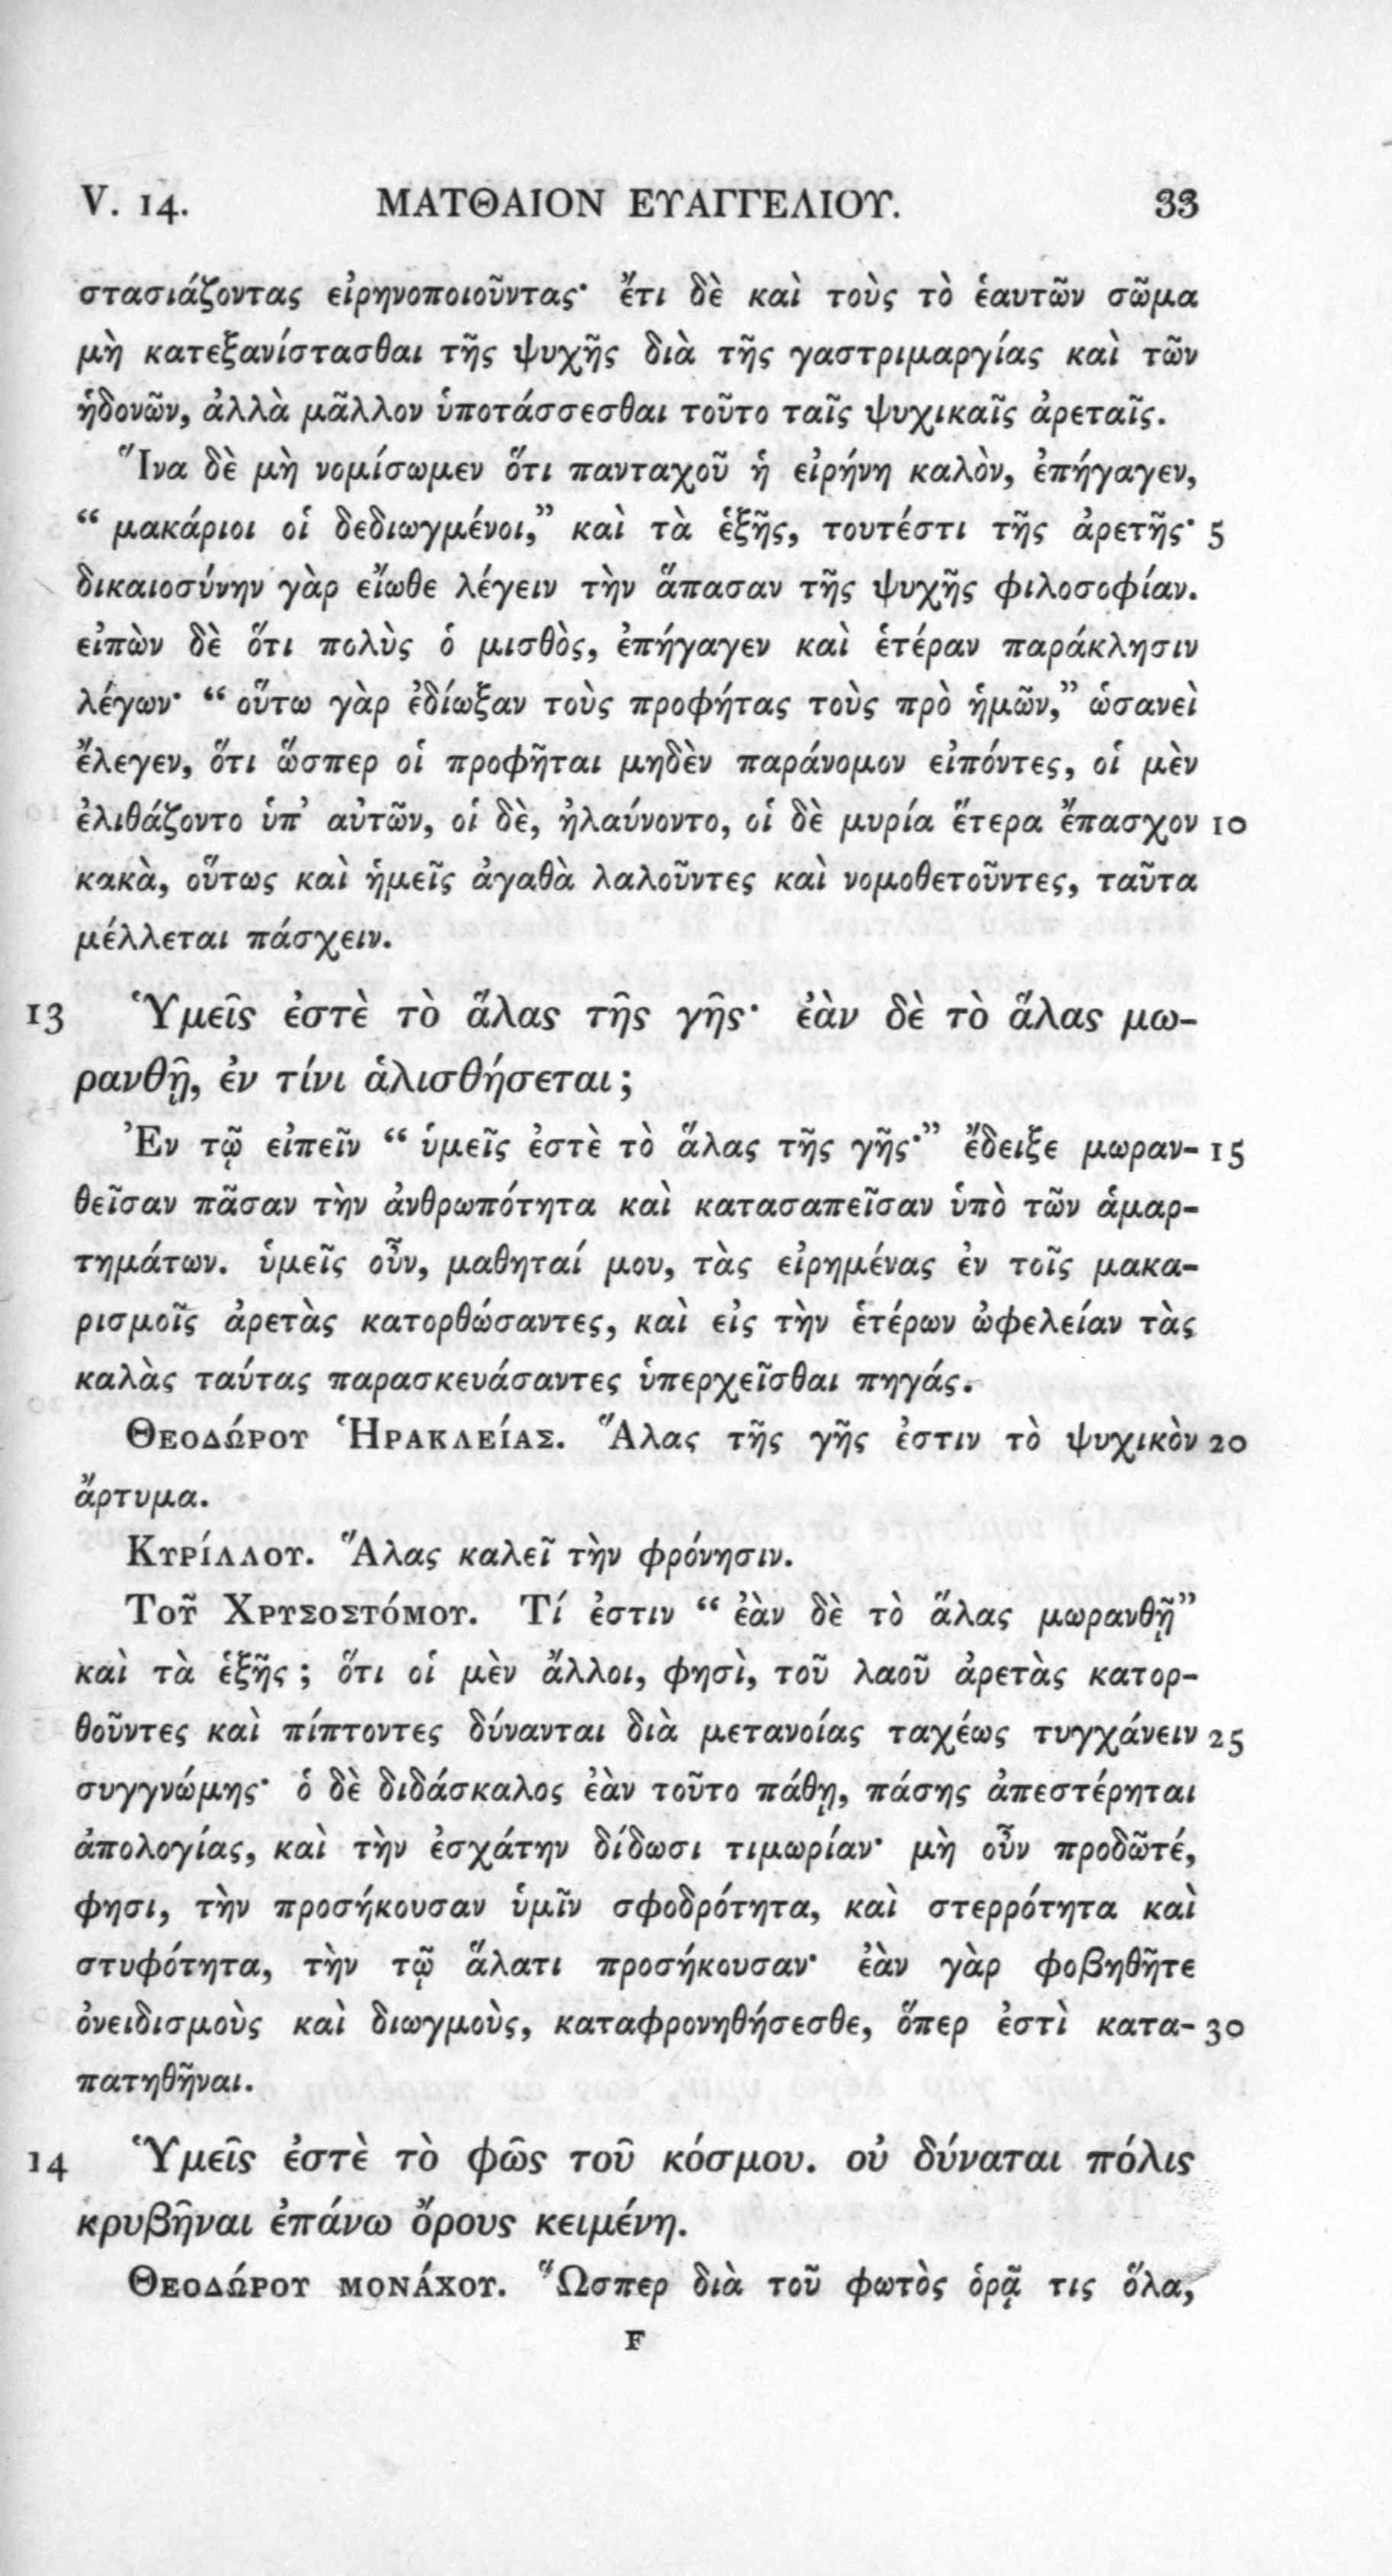 V. 14. ΜΑΤΘΑΙΟΝ ΕΥΑΓΓΕΛΙΟΥ. 33
στασιάζοντας εἰρηνοποιοῦντας· ἔτι δὲ καὶ τοὺς τὸ ἑαυτῶν σῶμα
μὴ κατεξανίστασθαι τῆς ψυχῆς διὰ τῆς γαστριμαργίας καὶ τῶν
ἡδονῶν, ἀλλὰ μᾶλλον ὑποτάσσεσθαι τοῦτο ταῖς ψυχικαῖς ἀρεταῖς.
Ἵνα δὲ μὴ νομίσωμεν ὅτι πανταχοῦ ἡ εἰρήνη καλὸν, ἐπήγαγεν,
“ μακάριοι οἱ δεδιωγμένοι,” καὶ τὰ ἑξῆς, τουτέστι τῆς ἀρετῆς· 5
δικαιοσύνην γὰρ εἴωθε λέγειν τὴν ἅπασαν τῆς ψυχῆς φιλοσοφίαν.
εἰπὼν δὲ ὅτι πολὺς ὁ μισθὸς, ἐπήγαγεν καὶ ἑτέραν παράκλησιν
λέγων· “ οὕτω γὰρ ἐδίωξαν τοὺς προφήτας τοὺς πρὸ ἡμῶν,” ὡσανεὶ
ἔλεγεν, ὅτι ὥσπερ οἱ προφῆται μηδὲν παράνομον εἰπόντες, οἱ μὲν
ἐλιθάζοντο ὑπ’ αὐτῶν, οἱ δὲ, ἠλαύνοντο, οἱ δὲ μυρία ἕτερα ἔπασχον 10
κακὰ, οὕτως καὶ ἡμεῖς ἀγαθὰ λαλοῦντες καὶ νομοθετοῦντες, ταῦτα
μέλλεται πάσχειν.
13 Ὑμεῖς ἐστὲ τὸ ἅλας τῆς γῆς· ἐὰν δὲ τὸ ἅλας μω-
ρανθῇ, ἐν τίνι ἁλισθήσεται ;
Ἐν τῷ εἰπεῖν “ ὑμεῖς ἐστὲ τὸ ἅλας τῆς γῆς·” ἔδειξε μωραν- 15
θεῖσαν πᾶσαν τὴν ἀνθρωπότητα καὶ κατασαπεῖσαν ὑπὸ τῶν ἁμαρ-
τημάτων. ὑμεῖς οὖν, μαθηταί μου, τὰς εἰρημένας ἐν τοῖς μακα-
ρισμοῖς ἀρετὰς κατορθώσαντες, καὶ εἰς τὴν ἑτέρων ὠφελείαν τὰς
καλὰς ταύτας παρασκευάσαντες ὑπερχεῖσθαι πηγάς.
Θεοδώρου Ἡρακλείας. Ἅλας τῆς γῆς ἐστιν τὸ ψυχικὸν 20
ἄρτυμα.
Κυρίλλου. Ἅλας καλεῖ τὴν φρόνησιν.
Τοῦ Χρυσοστόμου. Τί ἐστιν “ ἐὰν δὲ τὸ ἅλας μωρανθῇ”
καὶ τὰ ἑξῆς ; ὅτι οἱ μὲν ἄλλοι, φησὶ, τοῦ λαοῦ ἀρετὰς κατορ-
θοῦντες καὶ πίπτοντες δύνανται διὰ μετανοίας ταχέως τυγχάνειν 25
συγγνώμης· ὁ δὲ διδάσκαλος ἐὰν τοῦτο πάθῃ, πάσης ἀπεστέρηται
ἀπολογίας, καὶ τὴν ἐσχάτην δίδωσι τιμωρίαν· μὴ οὖν προδῶτέ,
φησι, τὴν προσήκουσαν ὑμῖν σφοδρότητα, καὶ στερρότητα καὶ
στυφότητα, τὴν τῷ ἅλατι προσήκουσαν· ἐὰν γὰρ φοβηθῆτε
ὀνειδισμοὺς καὶ διωγμοὺς, καταφρονηθήσεσθε, ὅπερ ἐστὶ κατα- 30
πατηθῆναι.
14 Ὑμεῖς ἐστὲ τὸ φῶς τοῦ κόσμου. οὐ δύναται πόλις
κρυβῆναι ἐπάνω ὄρους κειμένη.
Θεοδώρου μονάχου. Ὥσπερ διὰ τοῦ φωτὸς ὁρᾷ τις ὅλα,
F